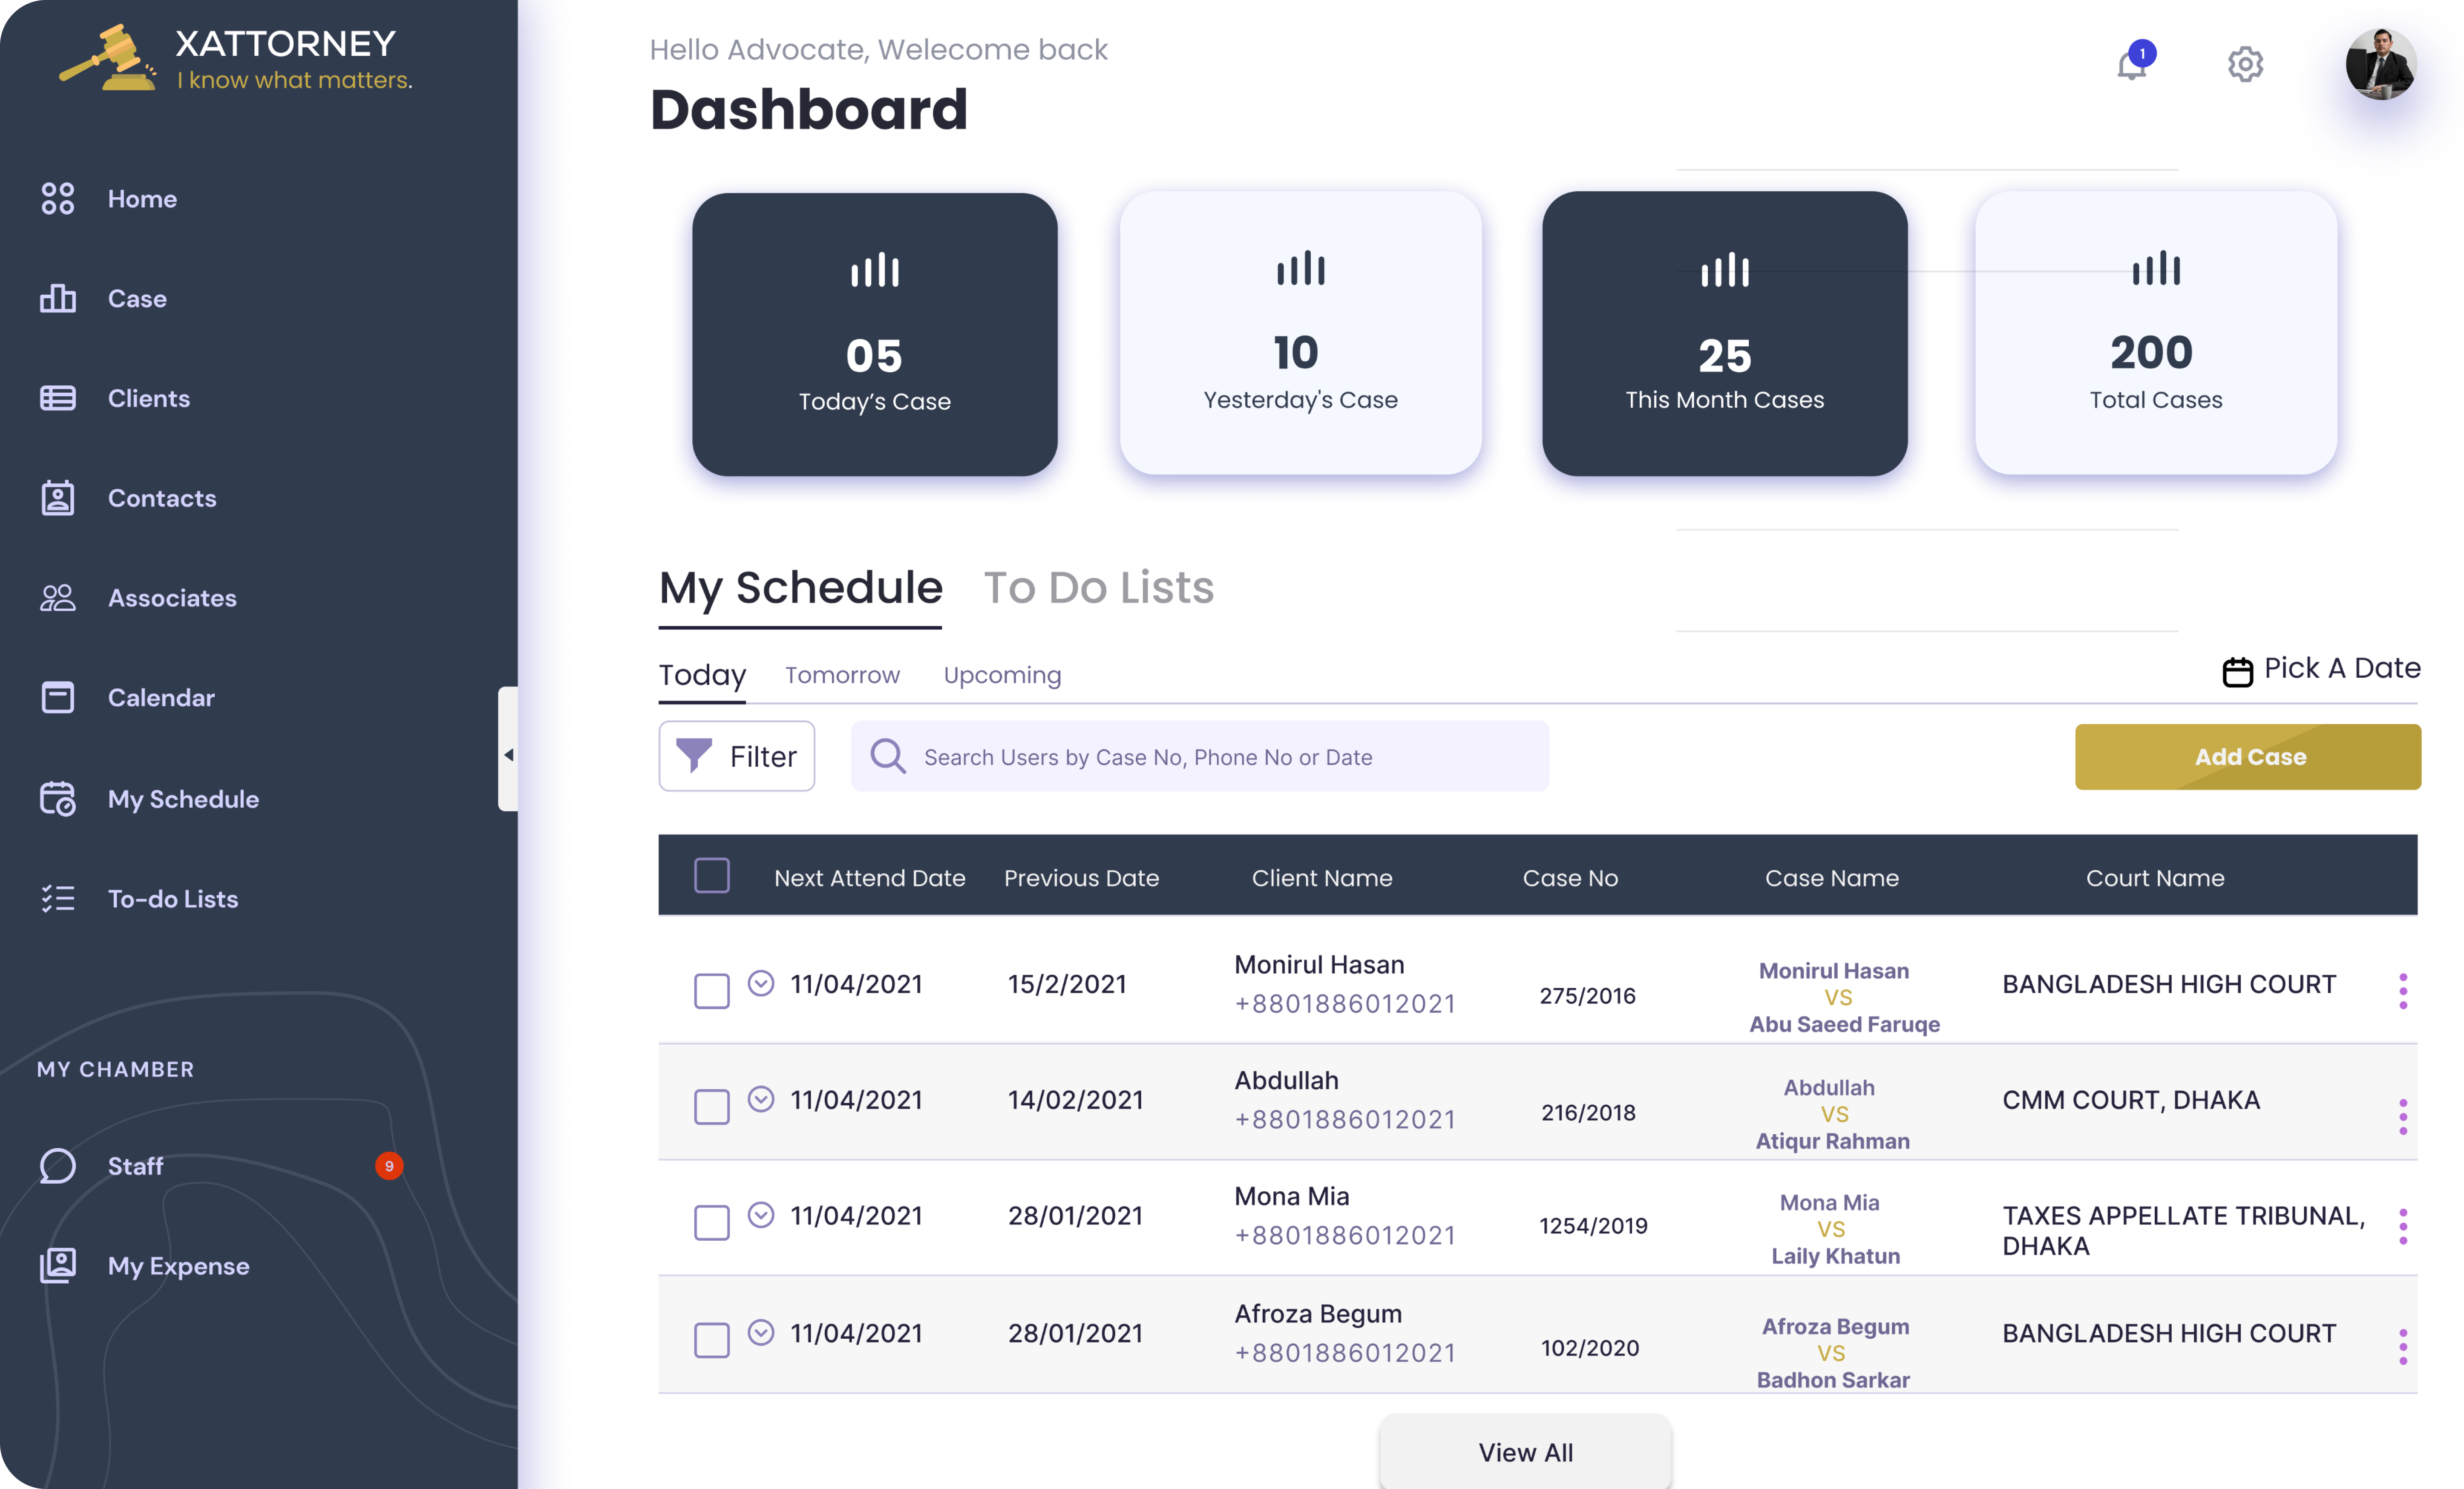 XATTORNEY
I know what matters.
Home
Case
Clients
Contacts
Associates
Calendar
My Schedule
To-do Lists
MY CHAMBER
Staff
9
My Expense
Hello Advocate, Welecome back
Dashboard
1
05
Today's Case
10
Yesterday's Case
25
This Month Cases
200
Total Cases
My Schedule To Do Lists
Today Tomorrow Upcoming
Pick A Date
Filter
Search Users by Case No, Phone No or Date
Add Case
Next Attend Date Previous Date Client Name Case No Case Name Court Name
11/04/2021 15/2/2021
Monirul Hasan
+8801886012021
275/2016
Monirul Hasan
VS
Abu Saeed Faruqe
BANGLADESH HIGH COURT
11/04/2021 14/02/2021
Abdullah
+8801886012021
216/2018
Abdullah
VS
Atiqur Rahman
CMM COURT, DHAKA
11/04/2021 28/01/2021
Mona Mia
+8801886012021
1254/2019
Mona Mia
VS
Laily Khatun
TAXES APPELLATE TRIBUNAL,
DHAKA
11/04/2021 28/01/2021
Afroza Begum
+8801886012021
102/2020
Afroza Begum
VS
Badhon Sarkar
BANGLADESH HIGH COURT
View All